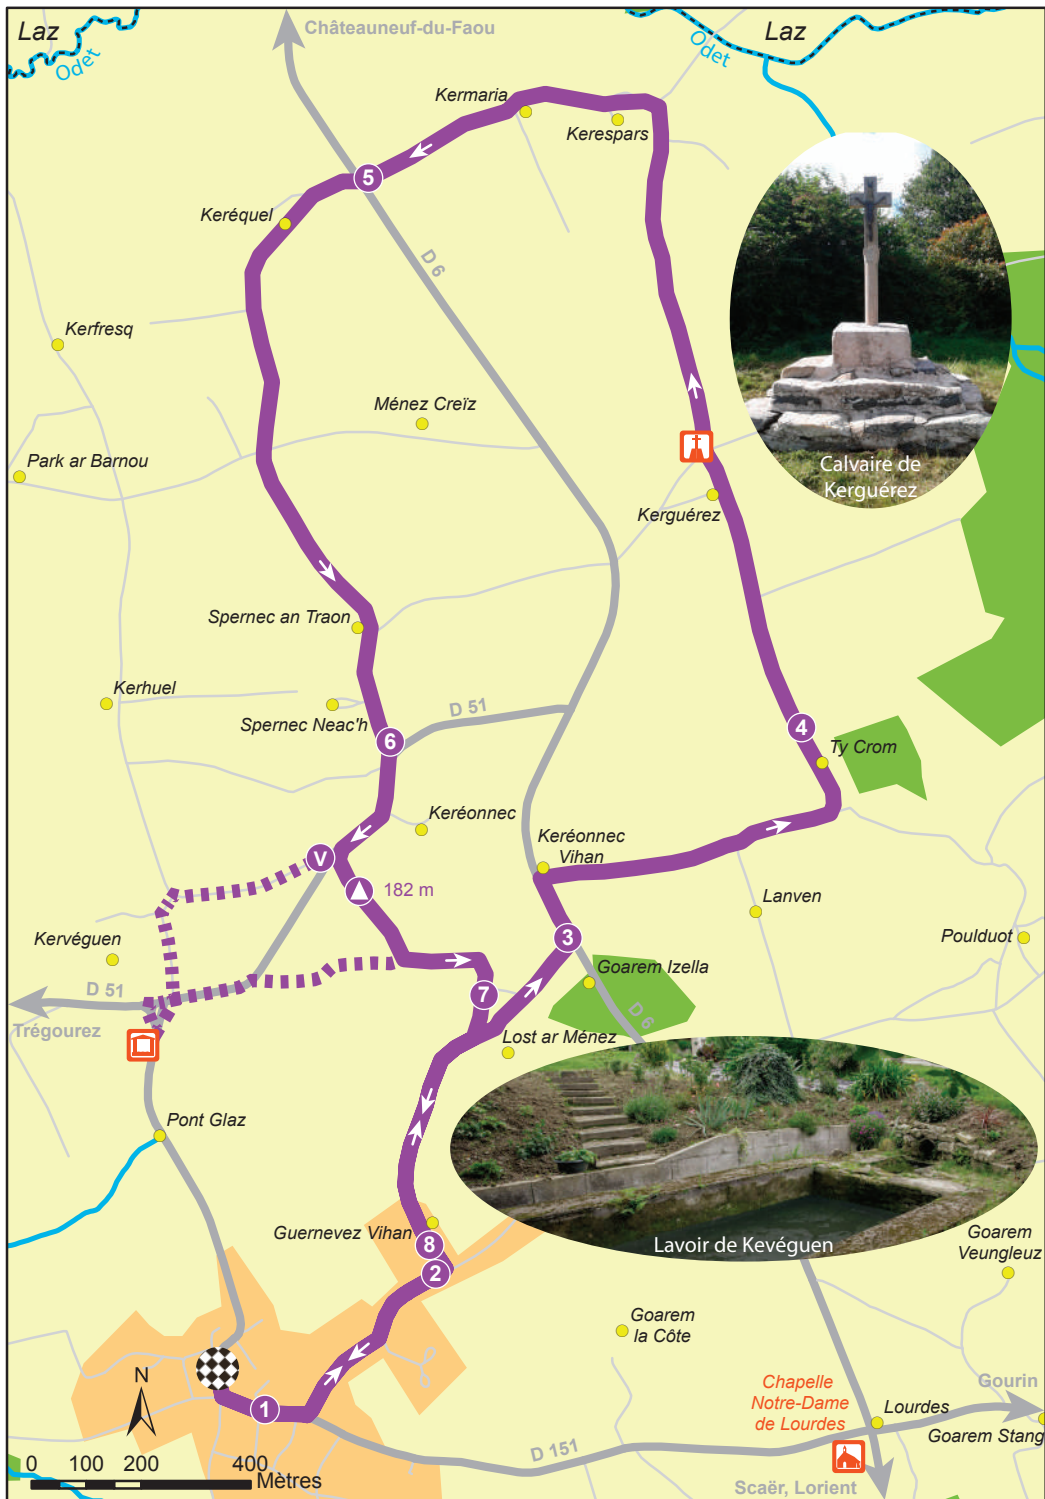 Laz
Odet
Châteauneuf-du-Faou
Odet
Laz
Kermaria
Kerespars
5
Keréquel
D 6
Kerfresq
Ménez Creïz
Park ar Barnou
Calvaire de
Kerguérez
Kerguérez
Spernec an Traon
Kerhuel
Spernec Neac'h
D 51
6
4
Ty Crom
Keréonnec
Keréonnec
Vihan
V
182 m
Lanven
Kervéguen
3
Poulduot
Goarem Izella
D 51
7
D 6
Trégourez
Lost ar Ménez
Pont Glaz
Guernevez Vihan
8
2
Lavoir de Kevéguen
Goarem
Veungleuz
Goarem
la Côte
N
1
Chapelle
Notre-Dame
de Lourdes
Gourin
Lourdes
Goarem Stang
D 151
0 100 200 400
Mètres
Scaër, Lorient